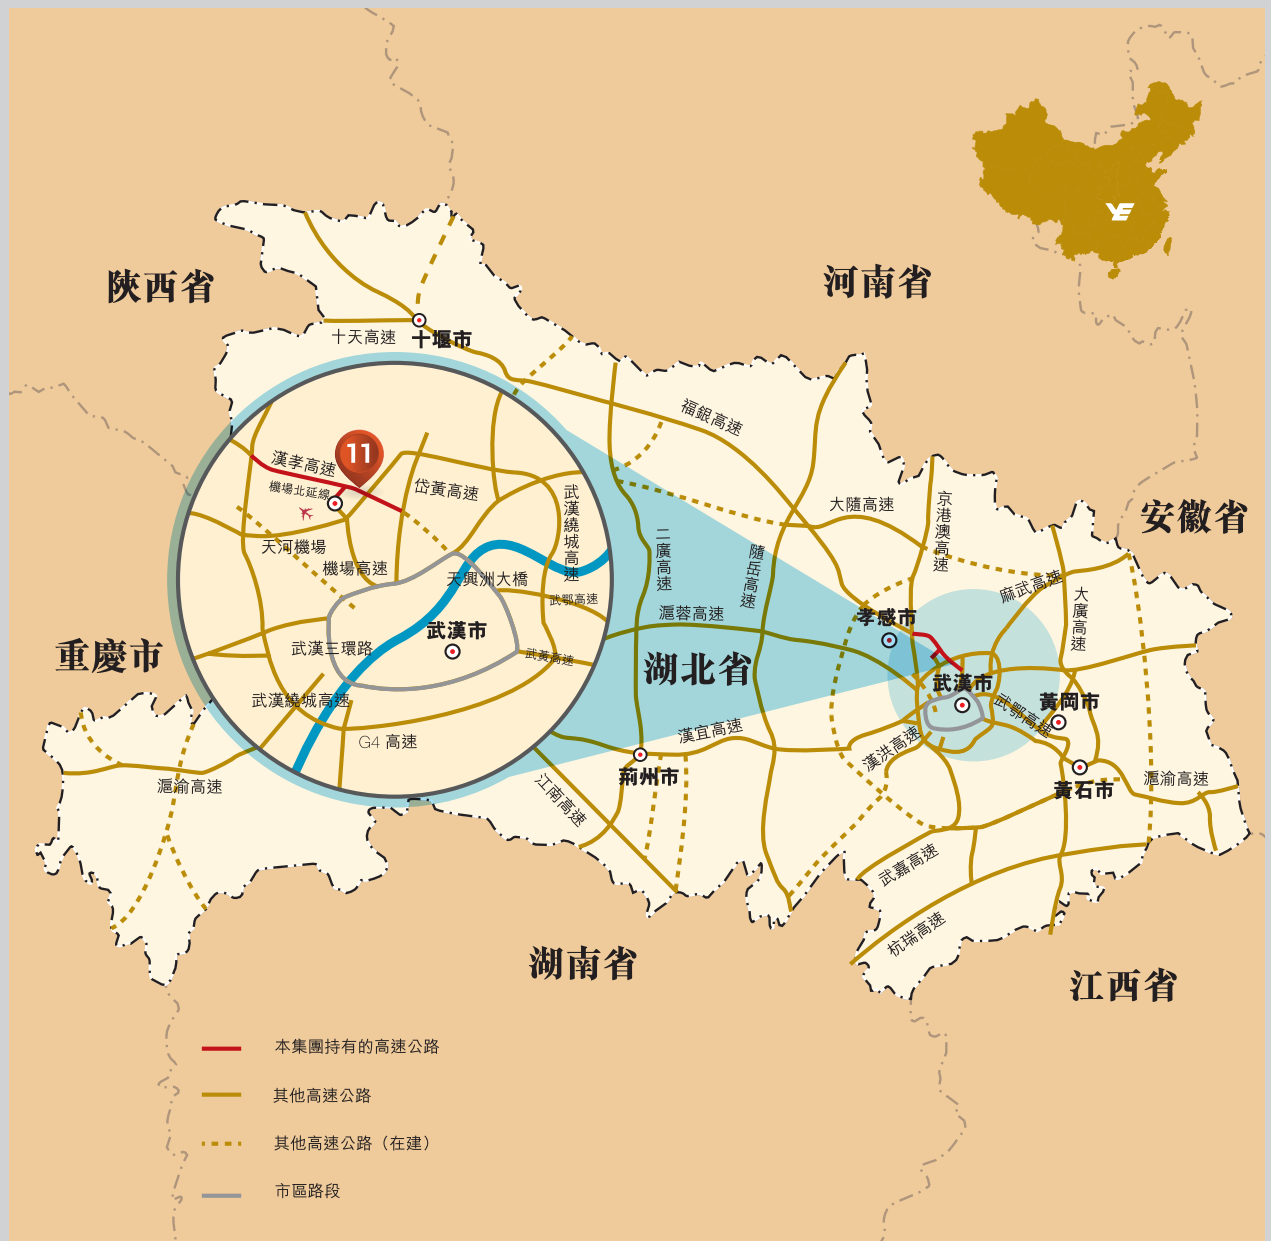 陝西省
河南省
十天高速
十堰市
福銀高速
11
漢孝高速
機場北延線
岱黃高速
武漢繞城高速
大隨高速
京港澳高速
安徽省
二廣高速
隨岳高速
天河機場
機場高速
天興洲大橋
麻武高速
大廣高速
武鄂高速
滬蓉高速
孝感市
武漢市
武漢三環路
重慶市
武黃高速
湖北省
武漢市
武漢繞城高速
黃岡市
武鄂高速
G4 高速
漢宜高速
漢洪高速
滬渝高速
荊州市
滬渝高速
黃石市
江南高速
武嘉高速
杭瑞高速
湖南省
江西省
本集團持有的高速公路
其他高速公路
其他高速公路（在建）
市區路段